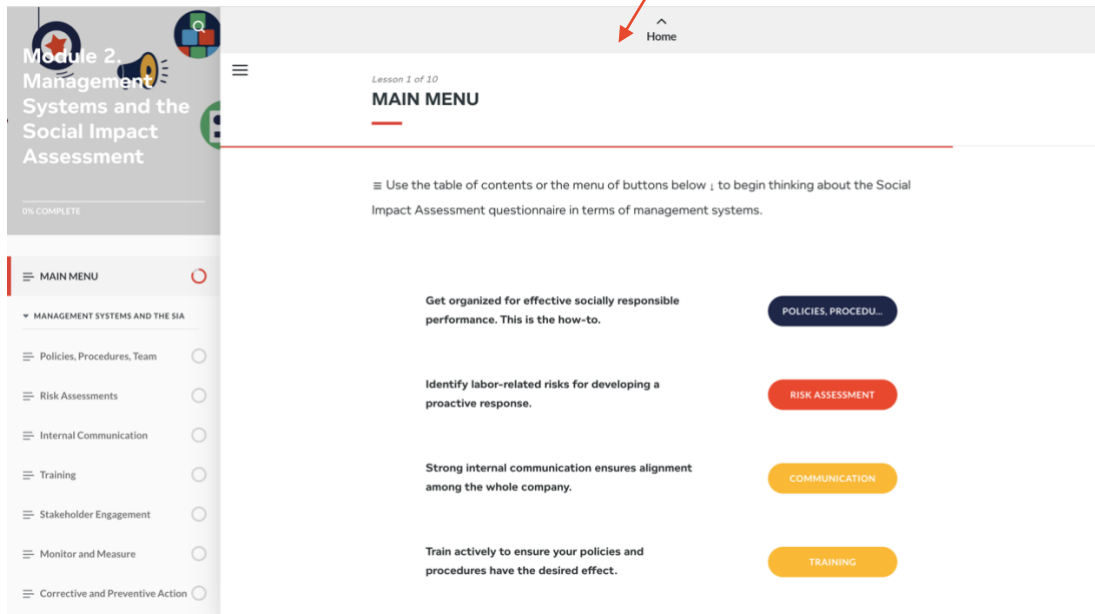 Module 2.
Management
Systems and the
Social Impact
Assessment
0% COMPLETE
MAIN MENU
MANAGEMENT SYSTEMS AND THE SIA
Policies, Procedures, Team
Risk Assessments
Internal Communication
Training
Stakeholder Engagement
Monitor and Measure
Corrective and Preventive Action
Home
Lesson 1 of 10
MAIN MENU
Use the table of contents or the menu of buttons below ↓ to begin thinking about the Social
Impact Assessment questionnaire in terms of management systems.
Get organized for effective socially responsible
performance. This is the how-to.
POLICIES, PROCEDU...
Identify labor-related risks for developing a
proactive response.
RISK ASSESSMENT
Strong internal communication ensures alignment
among the whole company.
COMMUNICATION
Train actively to ensure your policies and
procedures have the desired effect.
TRAINING